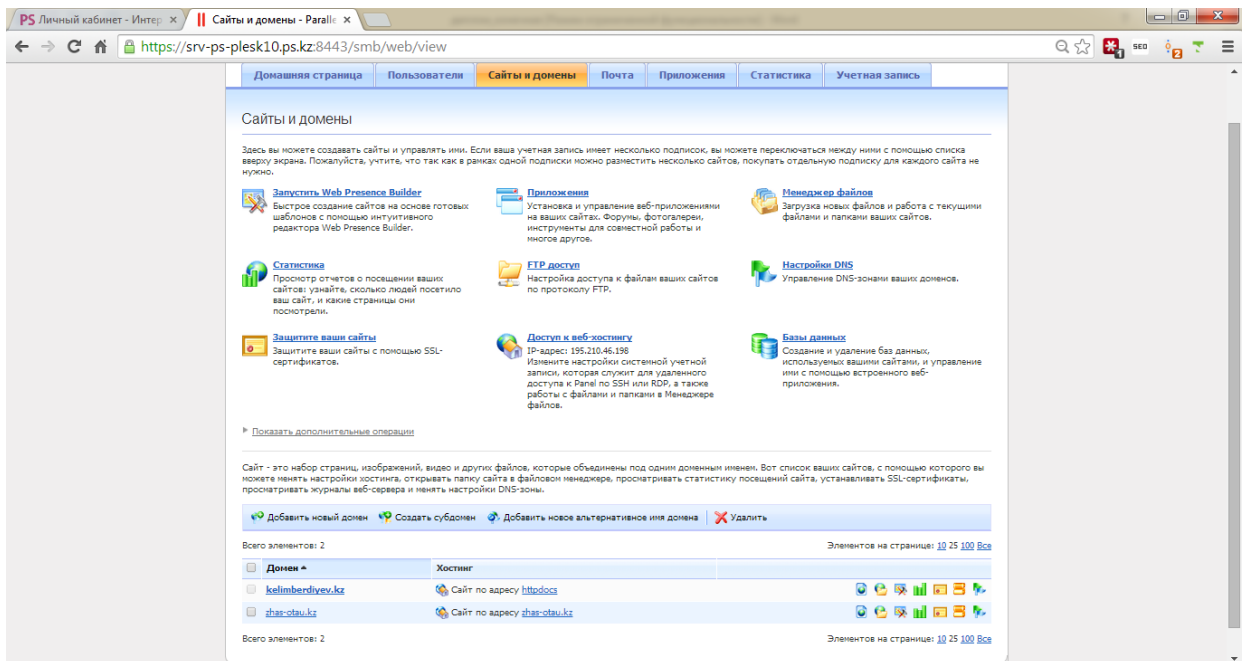 PS Личный кабинет - Интер
Сайты и домены - Paralle
https://srv-ps-plesk10.ps.kz:8443/smb/web/view
SEO
Домашняя страница Пользователи Сайты и домены Почта Приложения Статистика Учетная запись
Сайты и домены
Здесь вы можете создавать сайты и управлять ими. Если ваша учетная запись имеет несколько подписок, вы можете переключаться между ними с помощью списка
вверху экрана. Пожалуйста, учтите, что так как в рамках одной подписки можно разместить несколько сайтов, покупать отдельную подписку для каждого сайта не
нужно.
Запустить Web Presence Builder
Быстрое создание сайтов на основе готовых
шаблонов с помощью интуитивного
редактора Web Presence Builder.
Приложения
Установка и управление веб-приложениями
на ваших сайтах. Форумы, фотогалереи,
инструменты для совместной работы и
многое другое.
Менеджер файлов
Загрузка новых файлов и работа с текущими
файлами и папками ваших сайтов.
Статистика
Просмотр отчетов о посещении ваших
сайтов: узнайте, сколько людей посетило
ваш сайт, и какие страницы они
посмотрели.
FTP доступ
Настройка доступа к файлам ваших сайтов
по протоколу FTP.
Настройки DNS
Управление DNS-зонами ваших доменов.
Защитите ваши сайты
Защитите ваши сайты с помощью SSL-
сертификатов.
Доступ к веб-хостингу
IP-адрес: 195.210.46.198
Измените настройки системной учетной
записи, которая служит для удаленного
доступа к Panel по SSH или RDP, а также
работы с файлами и папками в Менеджере
файлов.
Базы данных
Создание и удаление баз данных,
используемых вашими сайтами, и управление
ими с помощью встроенного веб-
приложения.
Показать дополнительные операции
Сайт - это набор страниц, изображений, видео и других файлов, которые объединены под одним доменным именем. Вот список ваших сайтов, с помощью которого вы
можете менять настройки хостинга, открывать папку сайта в файловом менеджере, просматривать статистику посещений сайта, устанавливать SSL-сертификаты,
просматривать журналы веб-сервера и менять настройки DNS-зоны.
Добавить новый домен Создать субдомен Добавить новое альтернативное имя домена Удалить
Всего элементов: 2 Элементов на странице: 10 25 100 Все
Домен Хостинг
kelimberdiyev.kz Сайт по адресу httpdocs
zhas-otau.kz Сайт по адресу zhas-otau.kz
Всего элементов: 2 Элементов на странице: 10 25 100 Все